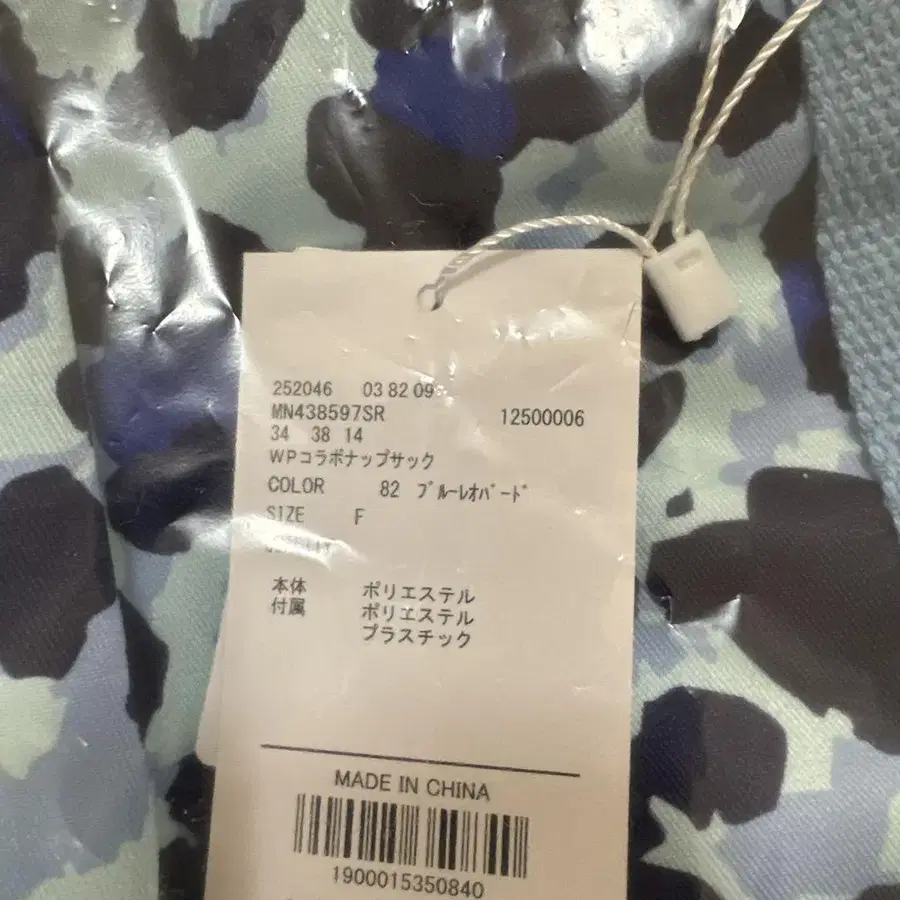 252046 03 82 09
MN438597SR 12500006
34 38 14
WPコラボナップサック
COLOR 82 ブルーレオパード
SIZE F
本体 ポリエステル
付属 ポリエステル
プラスチック
MADE IN CHINA
1900015350840